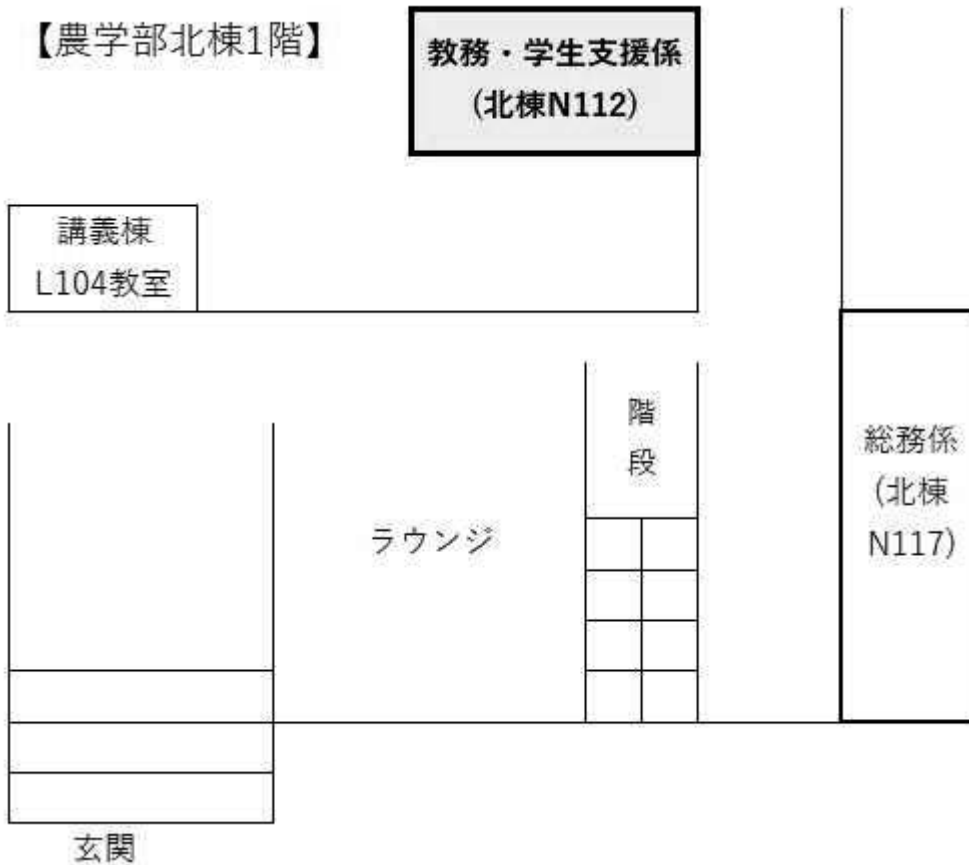 【農学部北棟1階】
教務・学生支援係
(北棟N112)
講義棟
L104教室
階
段
ラウンジ
総務係
(北棟
N117)
玄関